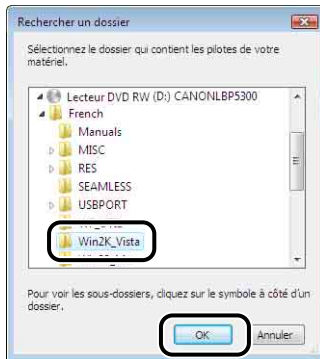 Rechercher un dossier
Sélectionnez le dossier qui contient les pilotes de votre
matériel.
Lecteur DVD RW (D:) CANONLBP5300
French
Manuals
MISC
RES
SEAMLESS
USBPORT
Win2K_Vista
Pour voir les sous-dossiers, cliquez sur le symbole à côté d'un
dossier.
OK
Annuler